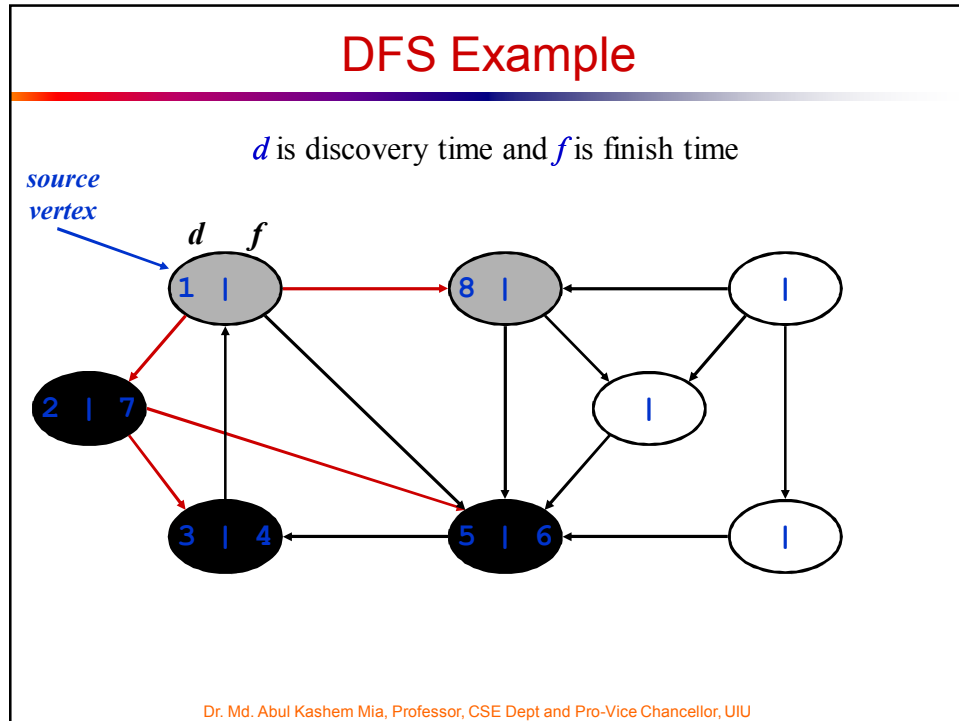 DFS Example
d is discovery time and f is finish time
source
vertex
d f
1 |
8 |
|
2 | 7
|
3 | 4
5 | 6
|
Dr. Md. Abul Kashem Mia, Professor, CSE Dept and Pro-Vice Chancellor, UIU